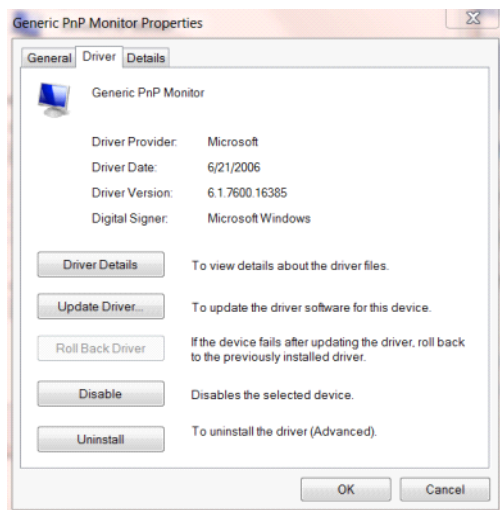 Generic PnP Monitor Properties
General Driver Details
Generic PnP Monitor
Driver Provider: Microsoft
Driver Date: 6/21/2006
Driver Version: 6.1.7600.16385
Digital Signer: Microsoft Windows
Driver Details To view details about the driver files.
Update Driver... To update the driver software for this device.
Roll Back Driver If the device fails after updating the driver, roll back
to the previously installed driver.
Disable Disables the selected device.
Uninstall To uninstall the driver (Advanced).
OK Cancel